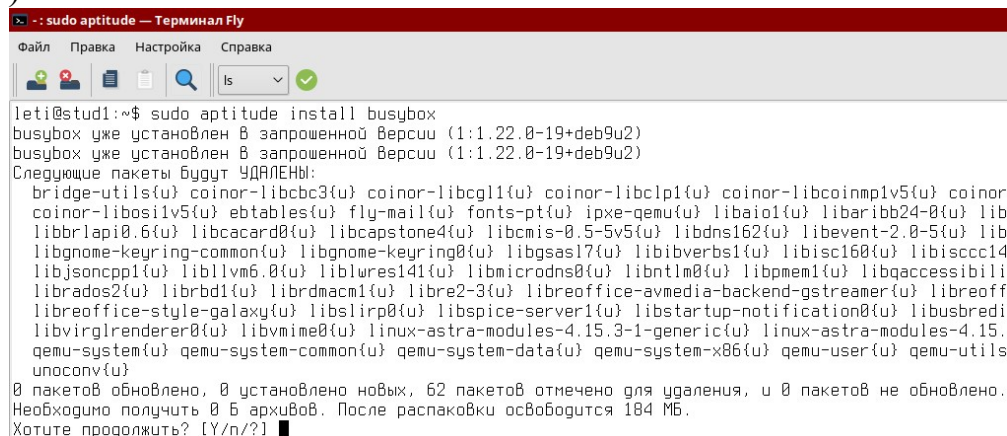 )
- : sudo aptitude — Терминал Fly
Файл Правка Настройка Справка
ls
leti@stud1:~$ sudo aptitude install busybox
busybox уже установлен в запрошенной версии (1:1.22.0-19+deb9u2)
busybox уже установлен в запрошенной версии (1:1.22.0-19+deb9u2)
Следующие пакеты будут УДАЛЕНЫ:
bridge-utils{u} coinor-libcbc3{u} coinor-libcgl1{u} coinor-libclp1{u} coinor-libcoinmp1v5{u} coinor
coinor-libosi1v5{u} ebtables{u} fly-mail{u} fonts-pt{u} ipxe-qemu{u} libaio1{u} libaribb24-0{u} lib
libbrlapi0.6{u} libcacard0{u} libcapstone4{u} libcmis-0.5-5v5{u} libdns162{u} libevent-2.0-5{u} lib
libgnome-keyring-common{u} libgnome-keyring0{u} libgsasl7{u} libibverbs1{u} libisc160{u} libisccc14
libjsoncpp1{u} libllvm6.0{u} liblwres141{u} libmicrodns0{u} libntlm0{u} libpmem1{u} libqaccessibili
librados2{u} librbd1{u} librdmacm1{u} libre2-3{u} libreoffice-avmedia-backend-gstreamer{u} libreoff
libreoffice-style-galaxy{u} libslirp0{u} libspice-server1{u} libstartup-notification0{u} libusbredi
libvirglrenderer0{u} libvmime0{u} linux-astra-modules-4.15.3-1-generic{u} linux-astra-modules-4.15.
qemu-system{u} qemu-system-common{u} qemu-system-data{u} qemu-system-x86{u} qemu-user{u} qemu-utils
unoconv{u}
0 пакетов обновлено, 0 установлено новых, 62 пакетов отмечено для удаления, и 0 пакетов не обновлено.
Необходимо получить 0 Б архивов. После распаковки освободится 184 МБ.
Хотите продолжить? [Y/n/?]